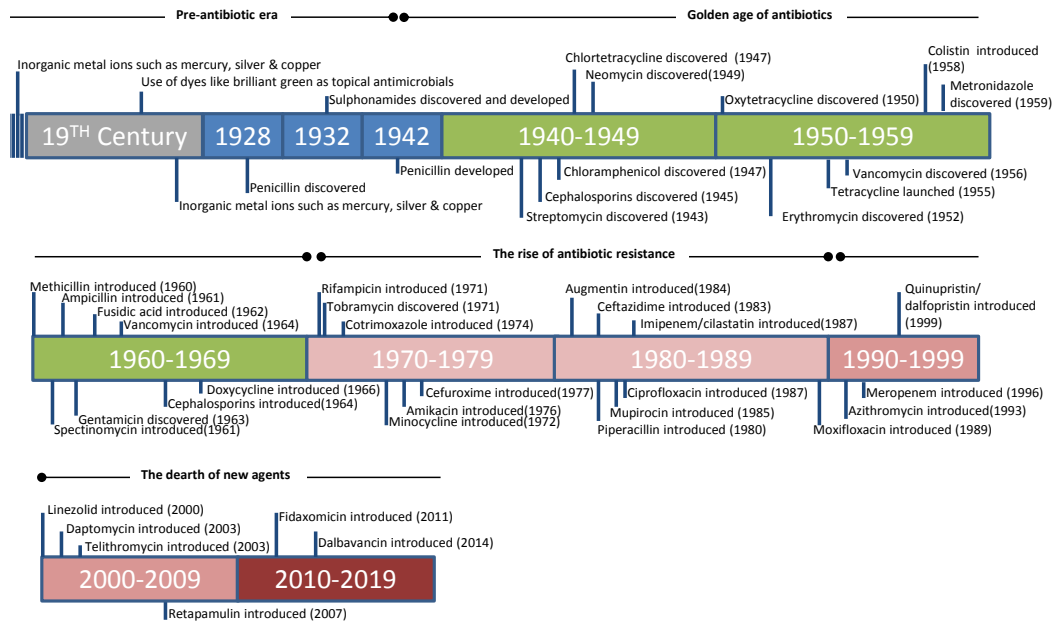 Pre-antibiotic era
Golden age of antibiotics
Inorganic metal ions such as mercury, silver & copper
Use of dyes like brilliant green as topical antimicrobials
Sulphonamides discovered and developed
Chlortetracycline discovered (1947)
Neomycin discovered(1949)
Oxytetracycline discovered (1950)
Colistin introduced
(1958)
Metronidazole
discovered (1959)
19TH Century
1928
1932
1942
1940-1949
1950-1959
Penicillin discovered
Inorganic metal ions such as mercury, silver & copper
Penicillin developed
Chloramphenicol discovered (1947)
Cephalosporins discovered (1945)
Streptomycin discovered (1943)
Vancomycin discovered (1956)
Tetracycline launched (1955)
Erythromycin discovered (1952)
The rise of antibiotic resistance
Methicillin introduced (1960)
Ampicillin introduced (1961)
Fusidic acid introduced (1962)
Vancomycin introduced (1964)
Rifampicin introduced (1971)
Tobramycin discovered (1971)
Cotrimoxazole introduced (1974)
Augmentin introduced (1984)
Ceftazidime introduced (1983)
Imipenem/cilastatin introduced(1987)
Quinupristin/
dalfopristin introduced
(1999)
1960-1969
1970-1979
1980-1989
1990-1999
Doxycycline introduced (1966)
Cephalosporins introduced(1964)
Gentamicin discovered (1963)
Spectinomycin introduced(1961)
Cefuroxime introduced(1977)
Amikacin introduced(1976)
Minocycline introduced(1972)
Ciprofloxacin introduced (1987)
Mupirocin introduced (1985)
Piperacillin introduced (1980)
Meropenem introduced (1996)
Azithromycin introduced (1993)
Moxifloxacin introduced (1989)
The dearth of new agents
Linezolid introduced (2000)
Daptomycin introduced (2003)
Telithromycin introduced (2003)
Fidaxomicin introduced (2011)
Dalbavancin introduced (2014)
2000-2009
2010-2019
Retapamulin introduced (2007)